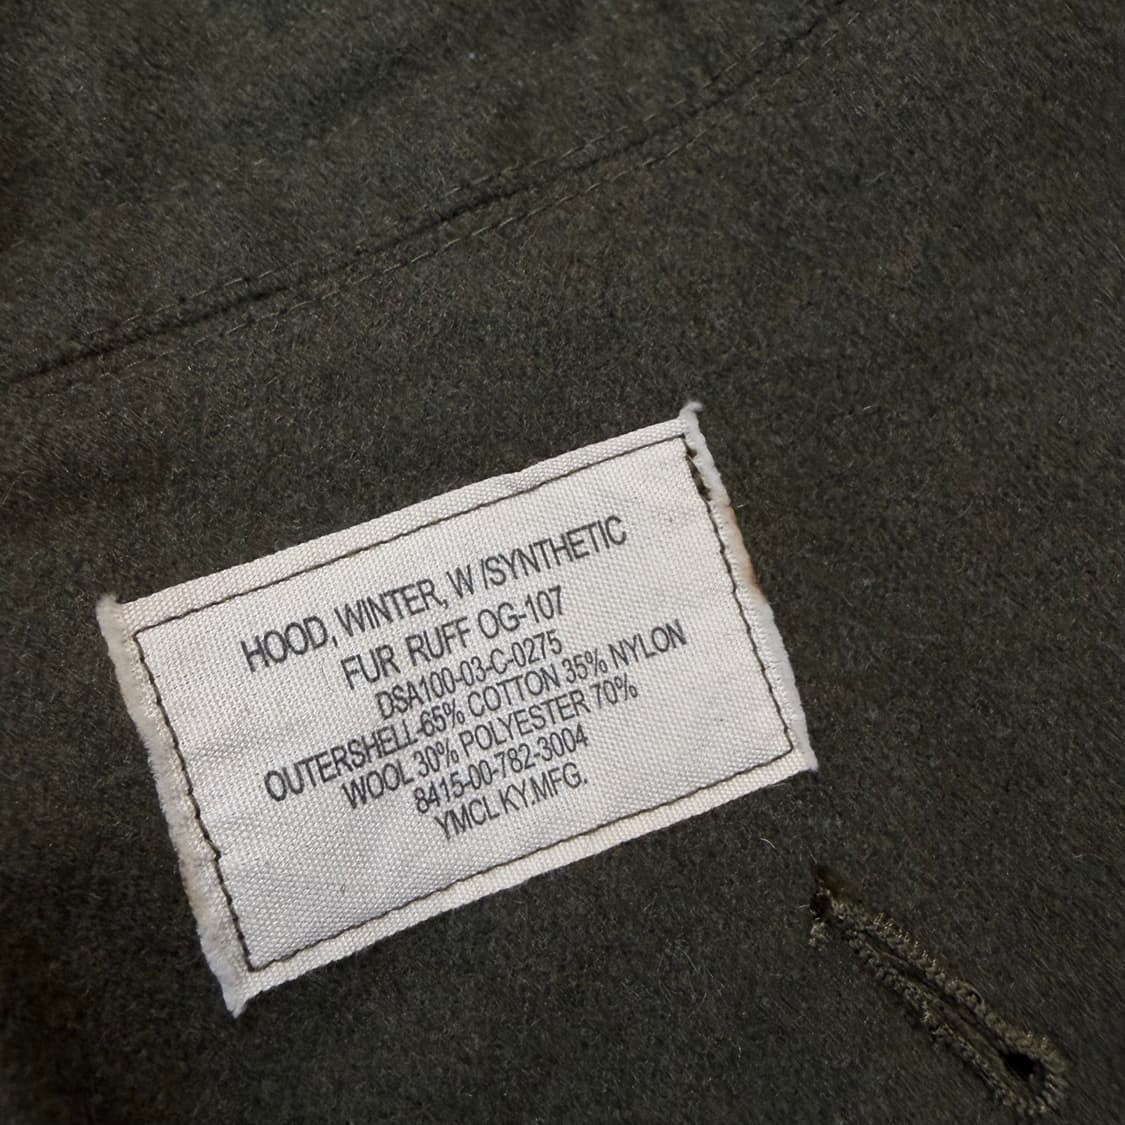 HOOD, WINTER, W /SYNTHETIC
FUR RUFF OG-107
DSA100-03-C-0275
OUTERSHELL-65% COTTON 35% NYLON
WOOL 30% POLYESTER 70%
8415-00-782-3004
YMCL KY.MFG.